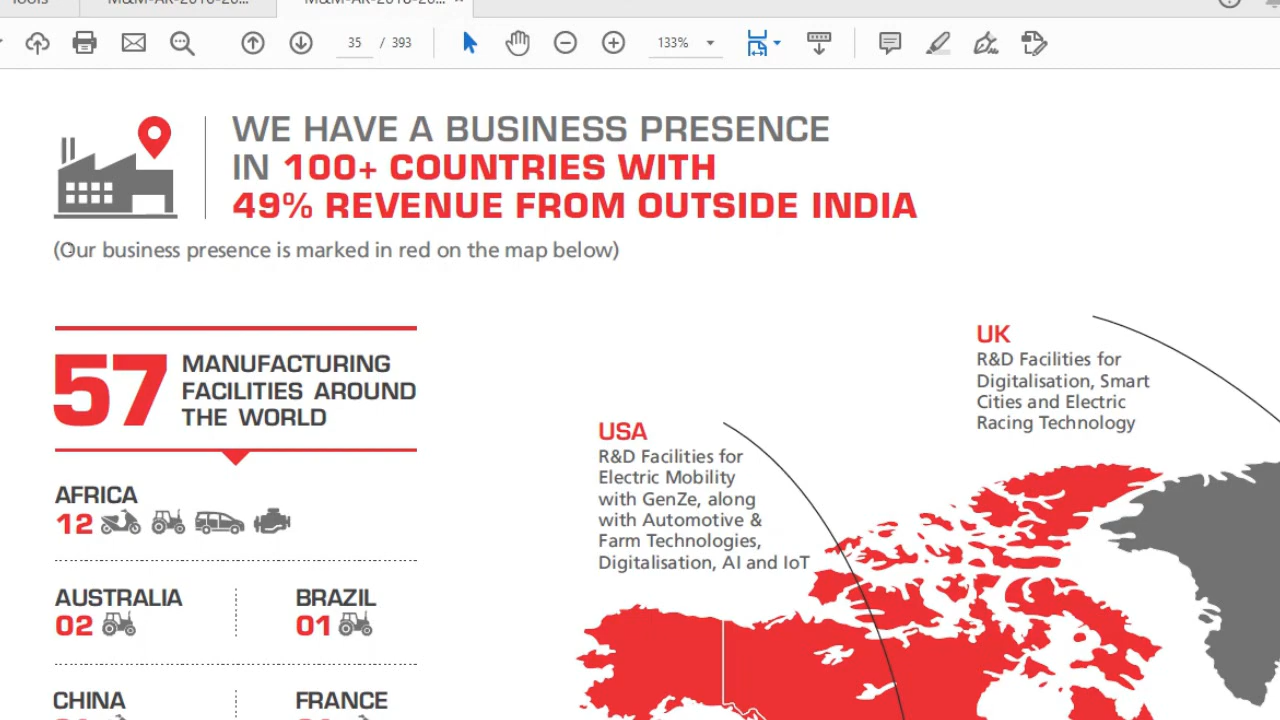 35 / 393
133%
WE HAVE A BUSINESS PRESENCE
IN 100+ COUNTRIES WITH
49% REVENUE FROM OUTSIDE INDIA
(Our business presence is marked in red on the map below)
57 MANUFACTURING
FACILITIES AROUND
THE WORLD
AFRICA
12
AUSTRALIA
02
BRAZIL
01
CHINA
FRANCE
USA
R&D Facilities for
Electric Mobility
with GenZe, along
with Automotive &
Farm Technologies,
Digitalisation, AI and IoT
UK
R&D Facilities for
Digitalisation, Smart
Cities and Electric
Racing Technology